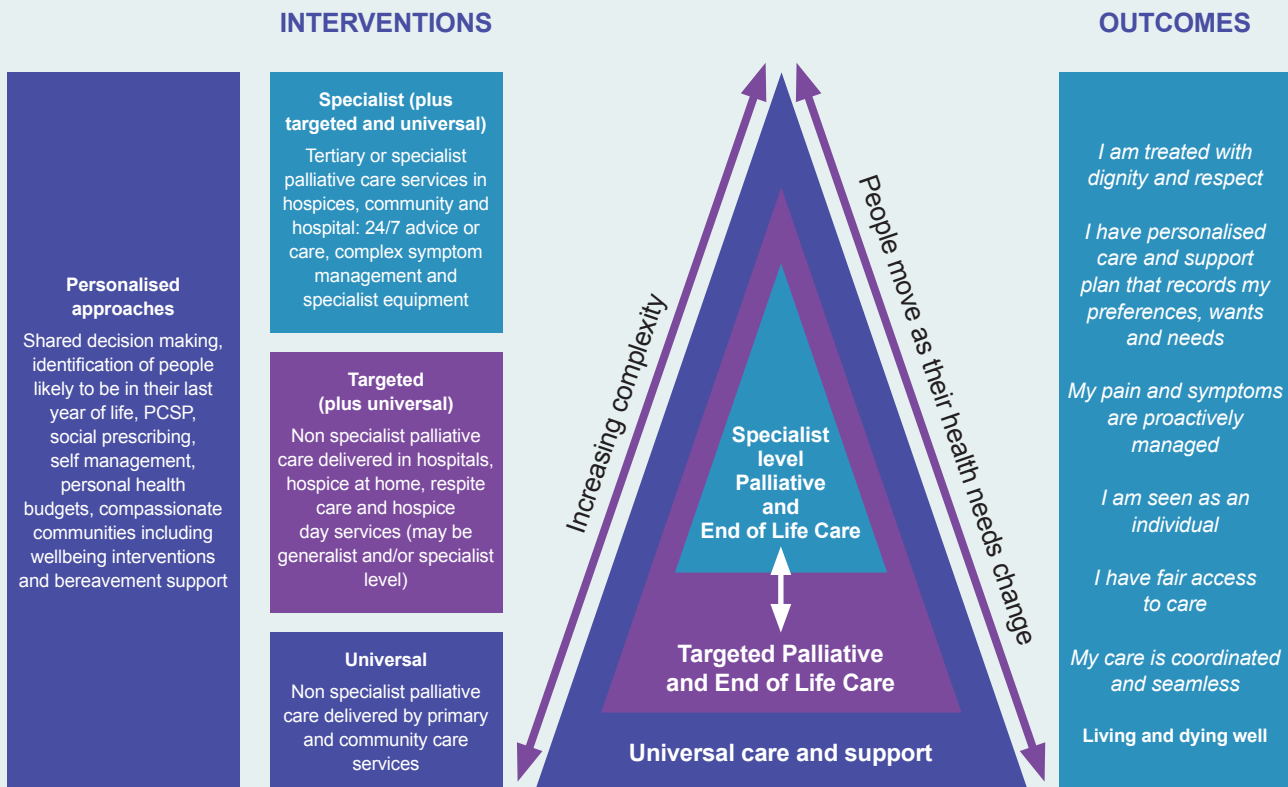 INTERVENTIONS
OUTCOMES
Personalised
approaches
Shared decision making,
identification of people
likely to be in their last
year of life, PCSP,
social prescribing,
self management,
personal health
budgets, compassionate
communities including
wellbeing interventions
and bereavement support
Specialist (plus
targeted and universal)
Tertiary or specialist
palliative care services in
hospices, community and
hospital: 24/7 advice or
care, complex symptom
management and
specialist equipment
Targeted
(plus universal)
Non specialist palliative
care delivered in hospitals,
hospice at home, respite
care and hospice
day services (may be
generalist and/or specialist
level)
Universal
Non specialist palliative
care delivered by primary
and community care
services
Increasing complexity
Specialist
level
Palliative
and
End of Life Care
Targeted Palliative
and End of Life Care
Universal care and support
People move as their health needs change
I am treated with
dignity and respect
I have personalised
care and support
plan that records my
preferences, wants
and needs
My pain and symptoms
are proactively
managed
I am seen as an
individual
I have fair access
to care
My care is coordinated
and seamless
Living and dying well